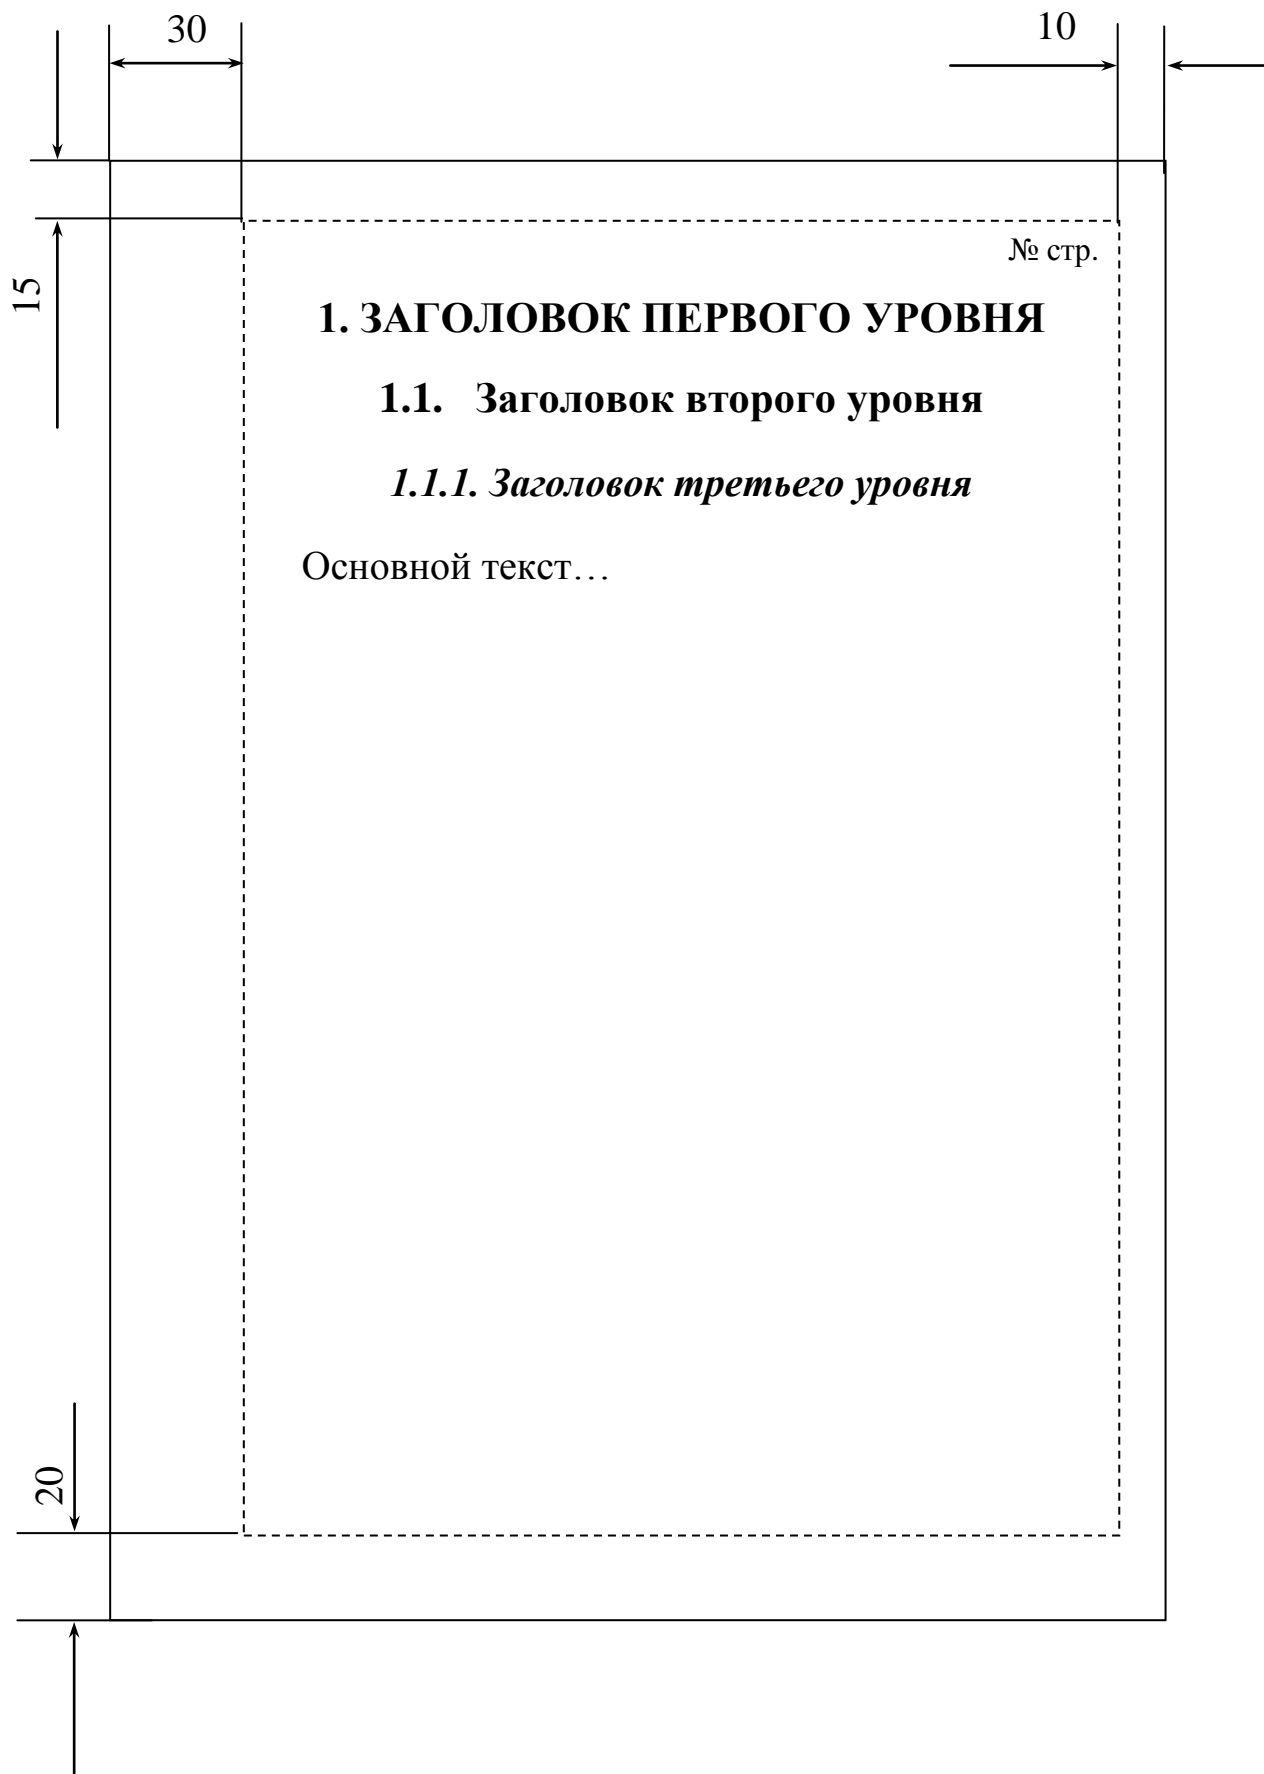 30
10
15
№ стр.
1. ЗАГОЛОВОК ПЕРВОГО УРОВНЯ
1.1. Заголовок второго уровня
1.1.1. Заголовок третьего уровня
Основной текст…
20